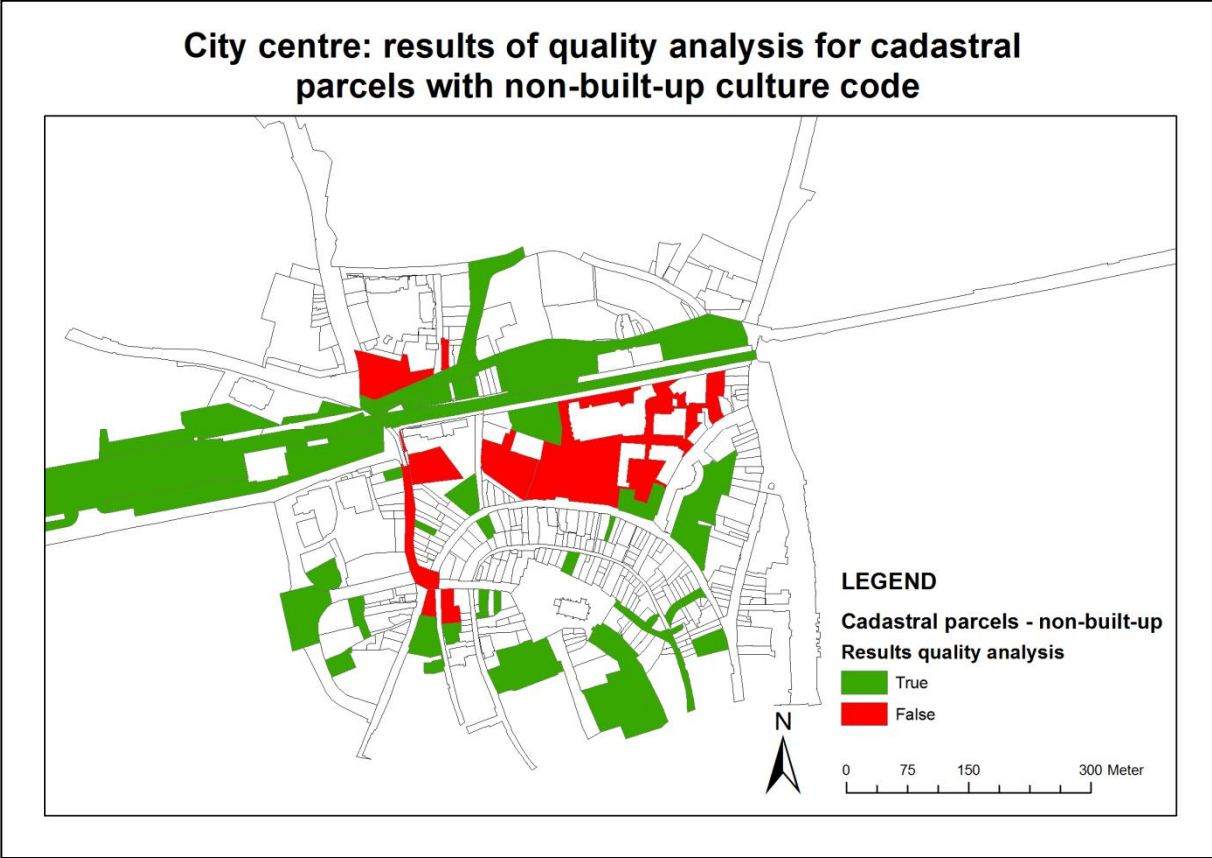 City centre: results of quality analysis for cadastral
parcels with non-built-up culture code
LEGEND
Cadastral parcels - non-built-up
Results quality analysis
True
False
N
0 75 150 300 Meter